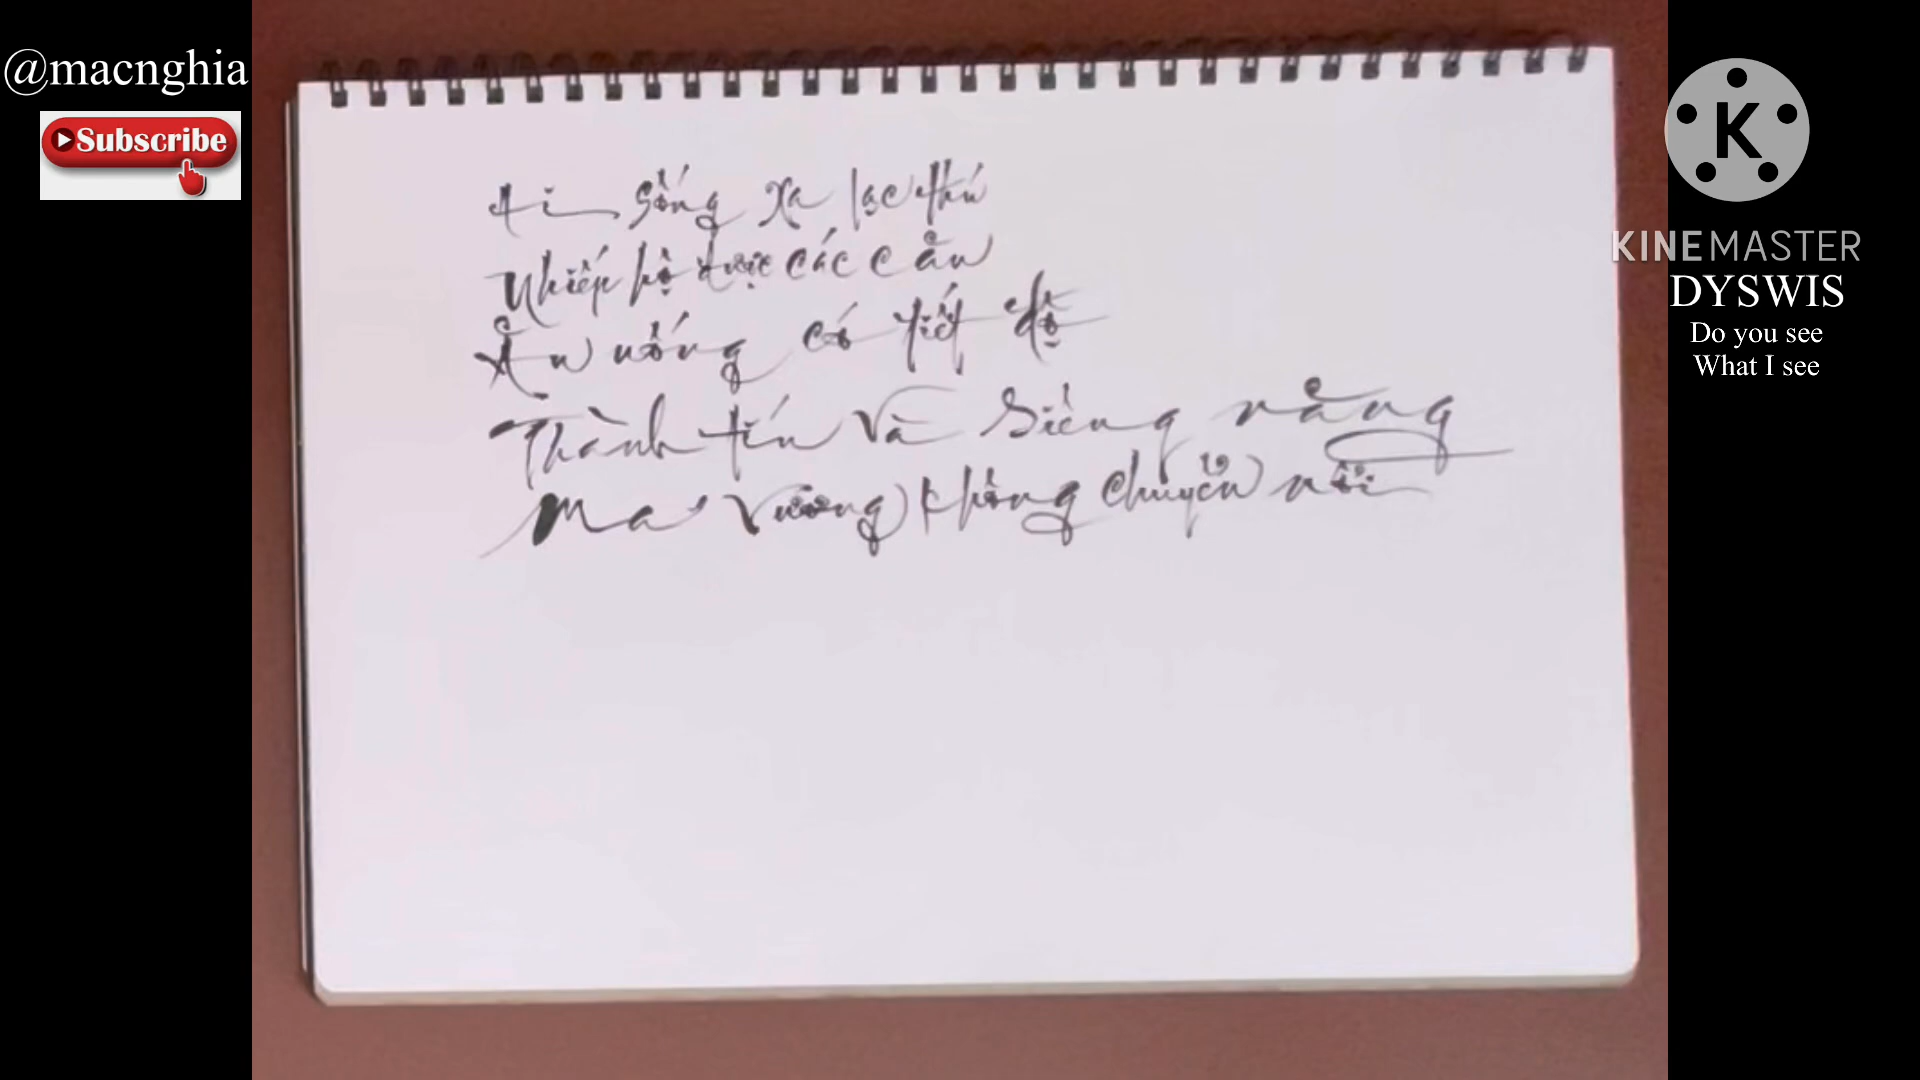 @macnghia
Subscribe
Ai sống xa lạc thú
Nhiếp hộ được các căn
Ăn uống có tiết độ
Thành tín và siêng năng
Ma vương không chuyển nổi
K
KINEMASTER
DYSWIS
Do you see
What I see